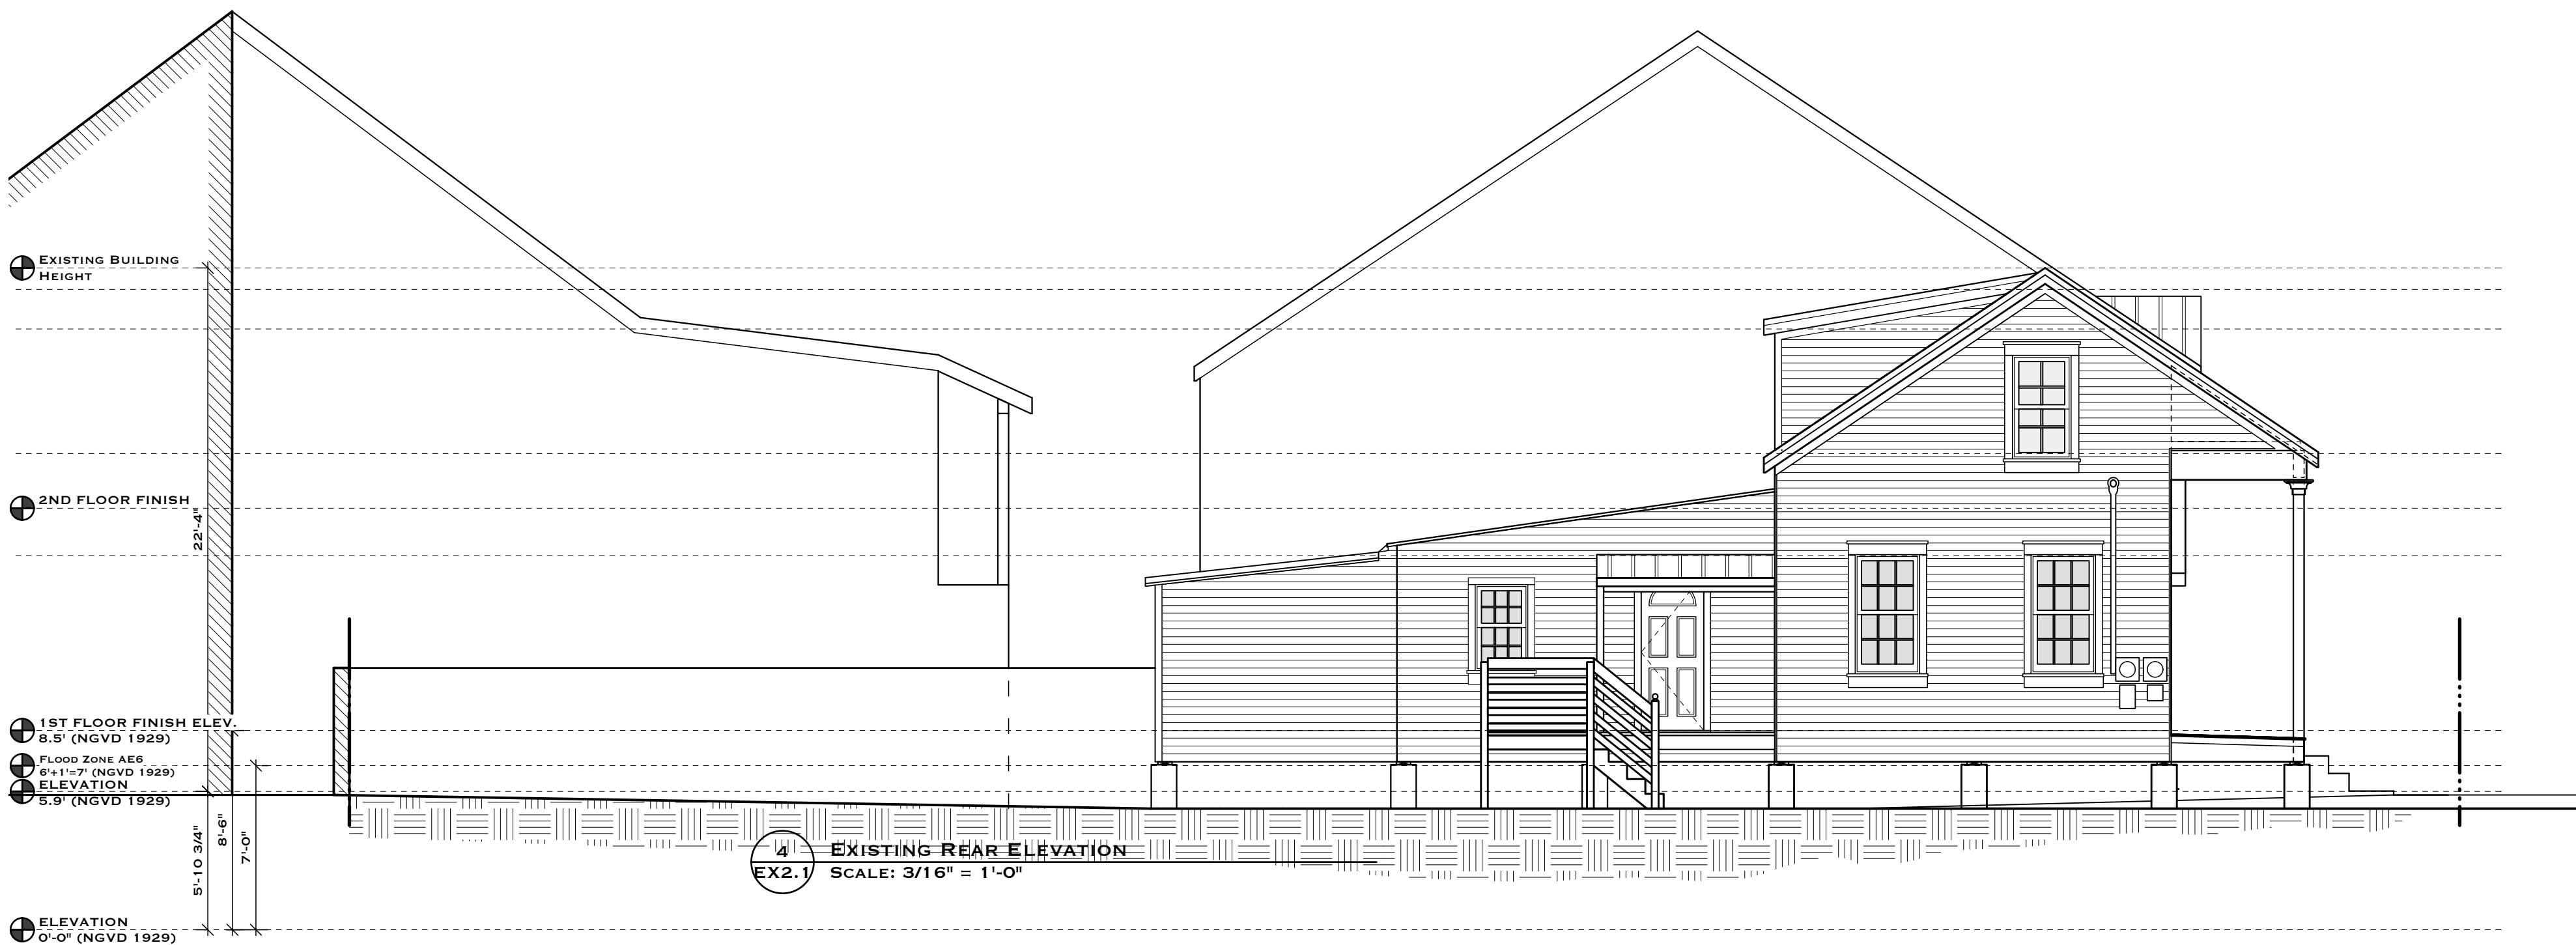 EXISTING BUILDING
HEIGHT
2ND FLOOR FINISH
22'-4"
1ST FLOOR FINISH ELEV.
8.5' (NGVD 1929)
FLOOD ZONE AE6
6'+1'=7' (NGVD 1929)
ELEVATION
5.9' (NGVD 1929)
5'-10 3/4"
8'-6"
7'-0"
4
EX2.1
EXISTING REAR ELEVATION
SCALE: 3/16" = 1'-0"
ELEVATION
0'-0" (NGVD 1929)